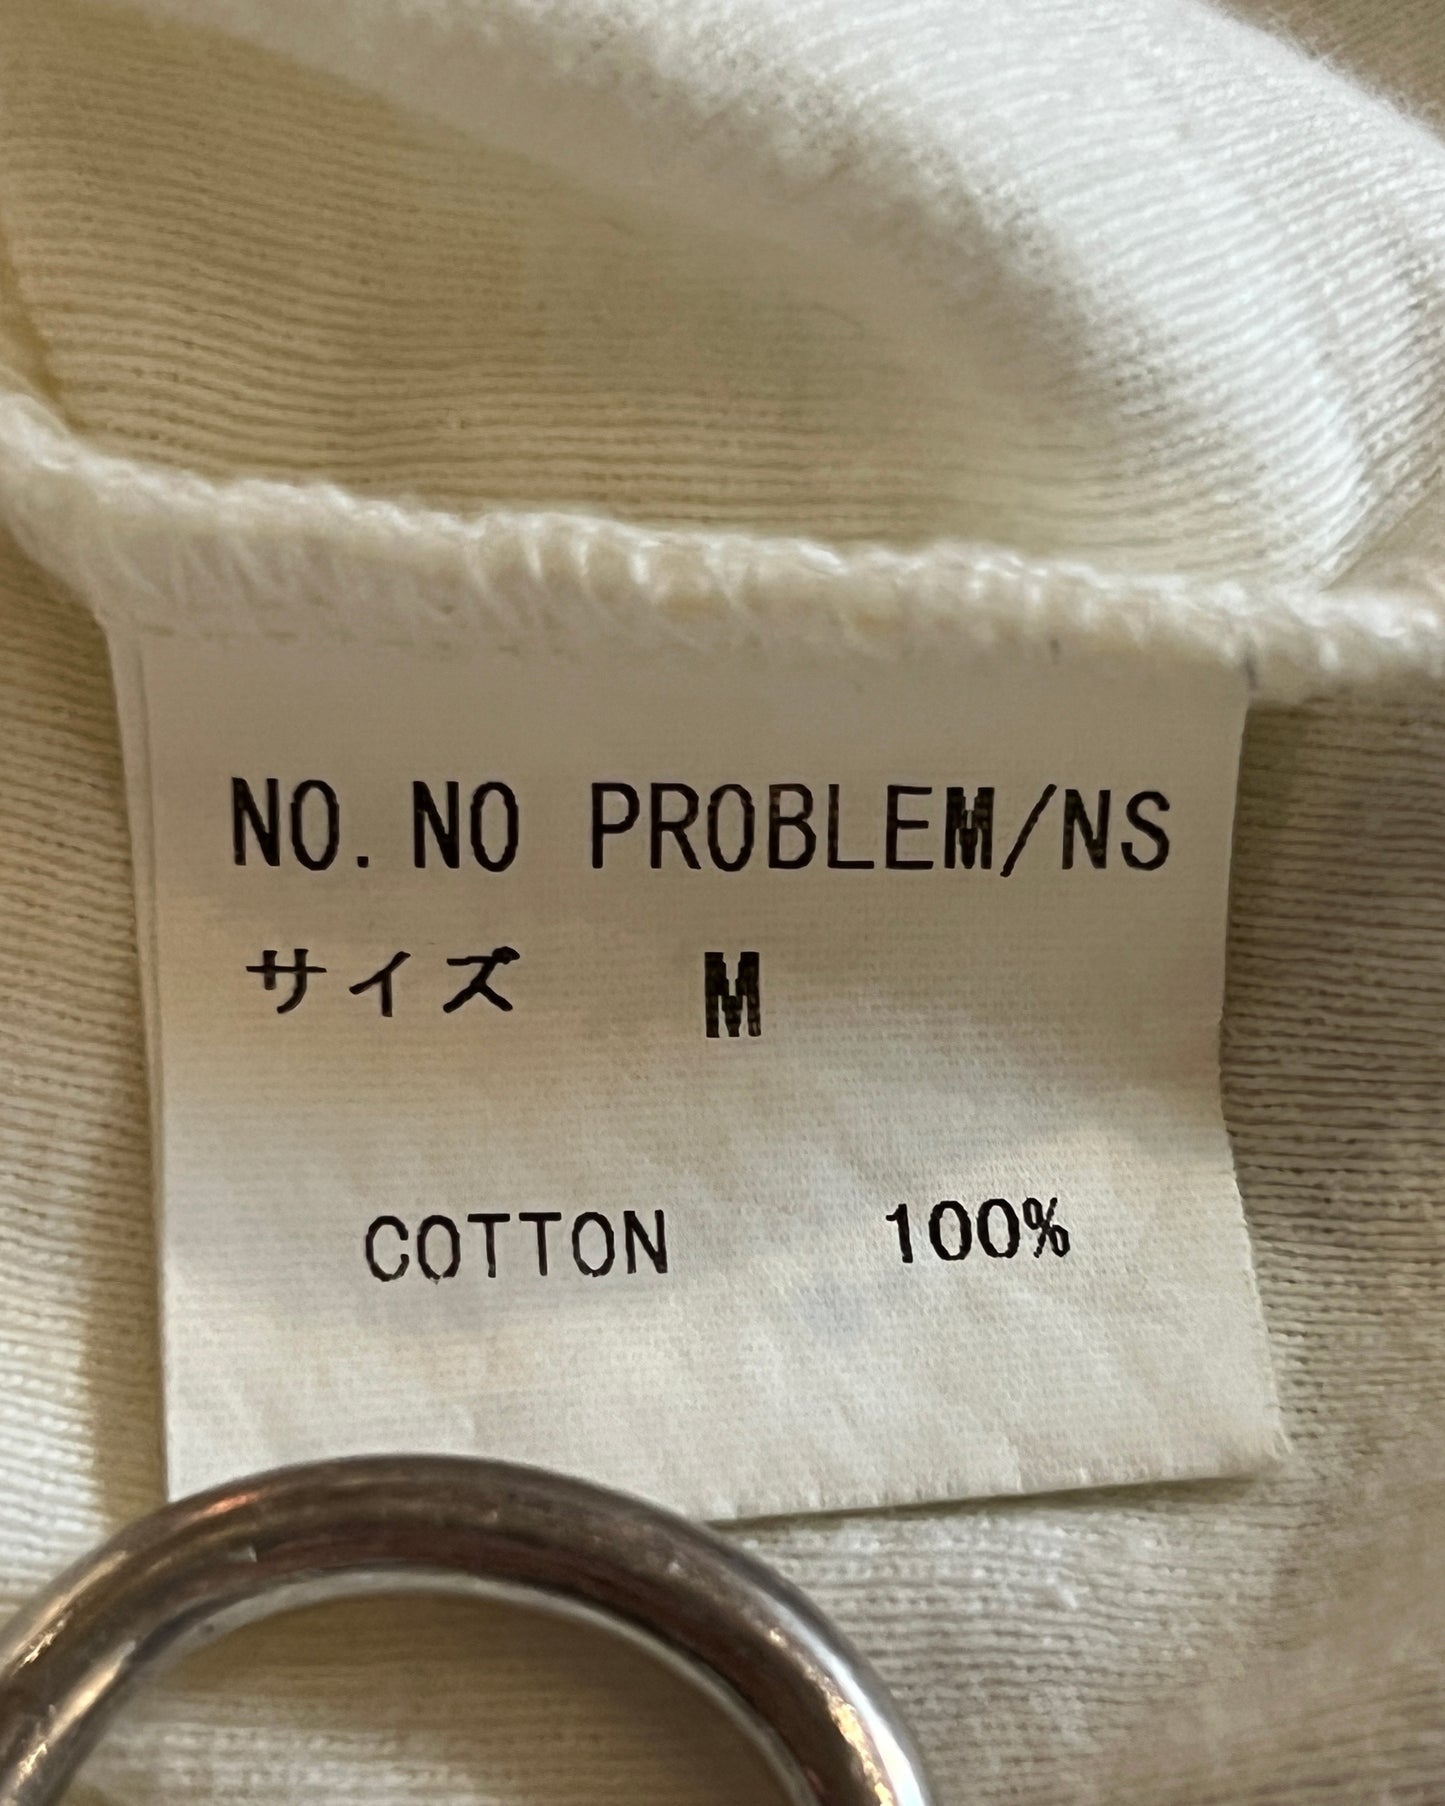 NO.NO PROBLEM/NS
サイズ M
COTTON 100%